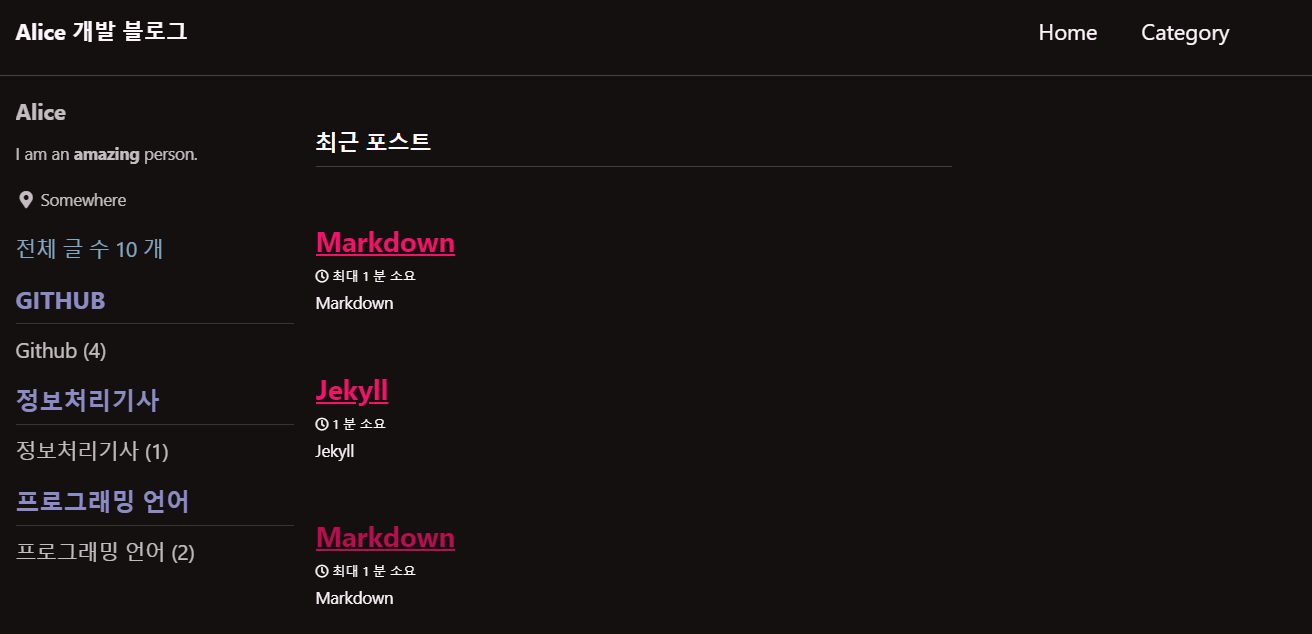 Alice 개발 블로그
Home
Category
Alice
I am an amazing person.
Somewhere
전체 글 수 10 개
GITHUB
Github (4)
정보처리기사
정보처리기사 (1)
프로그래밍 언어
프로그래밍 언어 (2)
최근 포스트
Markdown
최대 1 분 소요
Markdown
Jekyll
1 분 소요
Jekyll
Markdown
최대 1 분 소요
Markdown